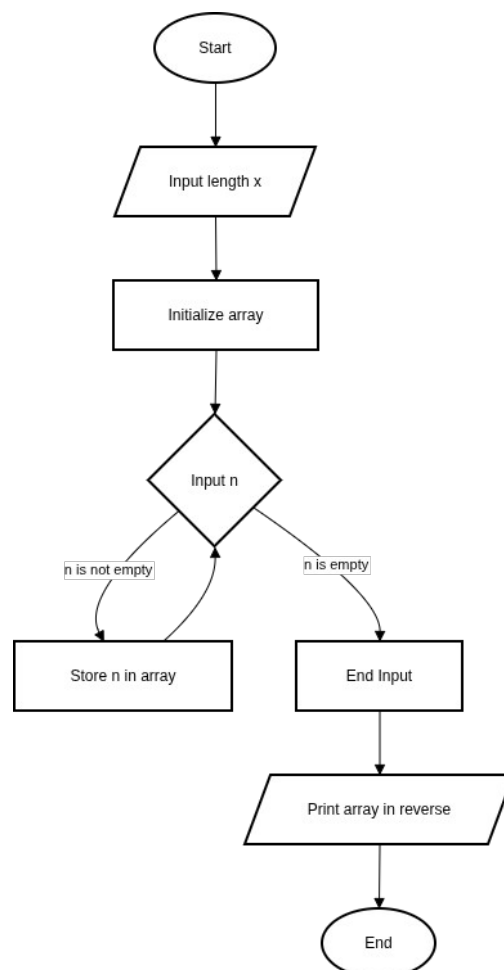 Start
Input length x
Initialize array
Input n
n is not empty
n is empty
Store n in array
End Input
Print array in reverse
End